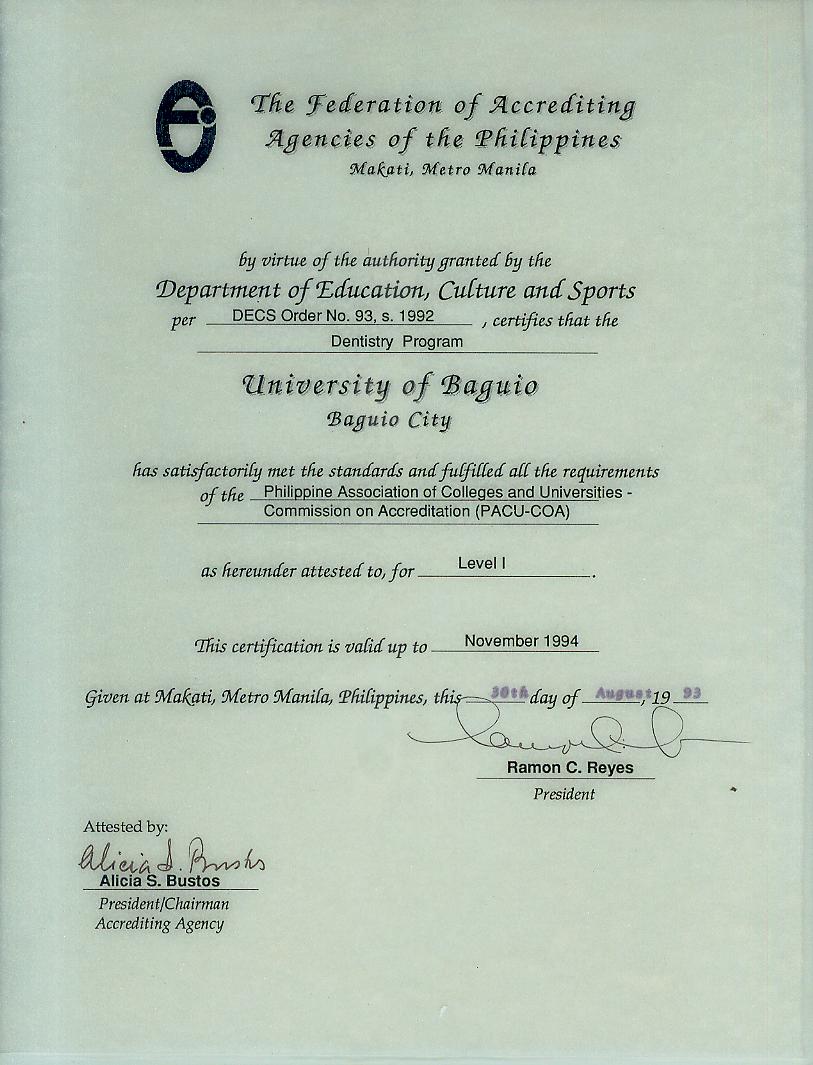 The Federation of Accrediting
Agencies of the Philippines
Makati, Metro Manila
by virtue of the authority granted by the
Department of Education, Culture and Sports
per DECS Order No. 93, s. 1992 , certifies that the
Dentistry Program
University of Baguio
Baguio City
has satisfactorily met the standards and fulfilled all the requirements
of the Philippine Association of Colleges and Universities -
Commission on Accreditation (PACU-COA)
as hereunder attested to, for Level I .
This certification is valid up to November 1994
Given at Makati, Metro Manila, Philippines, this 30th day of August, 19 93
Ramon C. Reyes
President
Attested by:
Alicia S. Bustos
Alicia S. Bustos
President/Chairman
Accrediting Agency